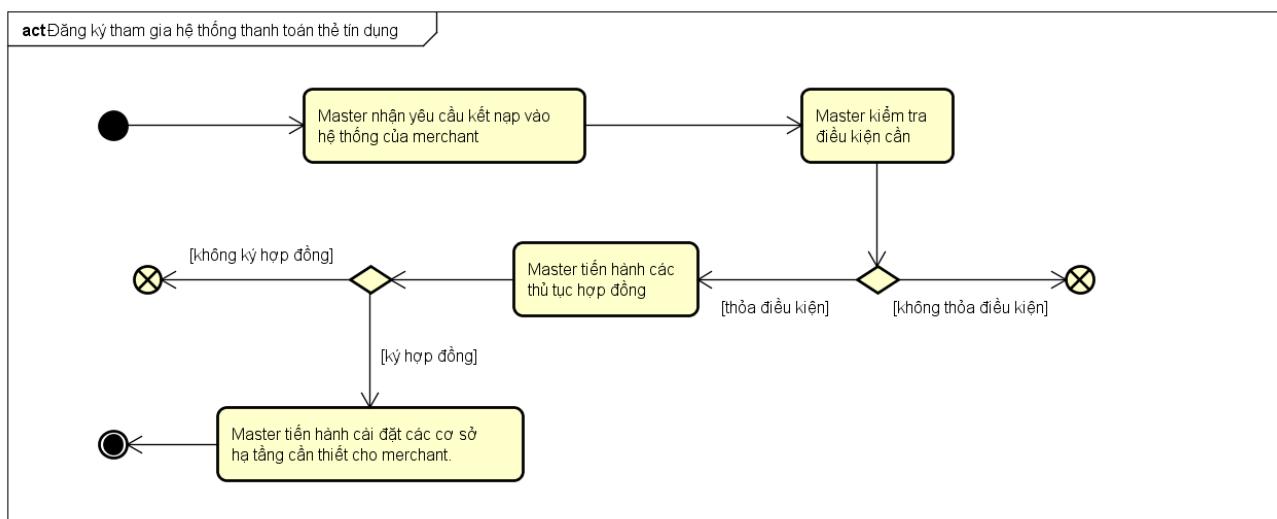 act Đăng ký tham gia hệ thống thanh toán thẻ tín dụng
Master nhận yêu cầu kết nạp vào
hệ thống của merchant
Master kiểm tra
điều kiện cần
[không ký hợp đồng]
Master tiến hành các
thủ tục hợp đồng
[thỏa điều kiện]
[không thỏa điều kiện]
[ký hợp đồng]
Master tiến hành cài đặt các cơ sở
hạ tầng cần thiết cho merchant.